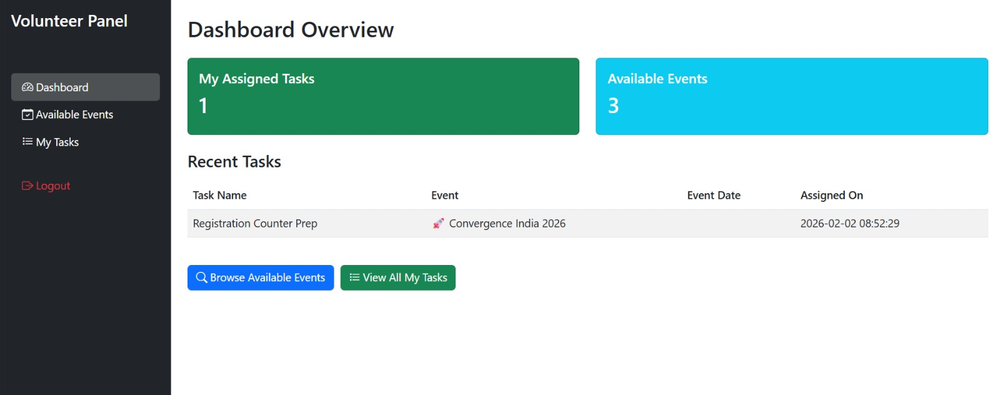 Volunteer Panel
Dashboard
Available Events
My Tasks
Logout
Dashboard Overview
My Assigned Tasks
1
Available Events
3
Recent Tasks
Task Name Event Event Date Assigned On
Registration Counter Prep 🚀 Convergence India 2026 2026-02-02 08:52:29
Browse Available Events View All My Tasks